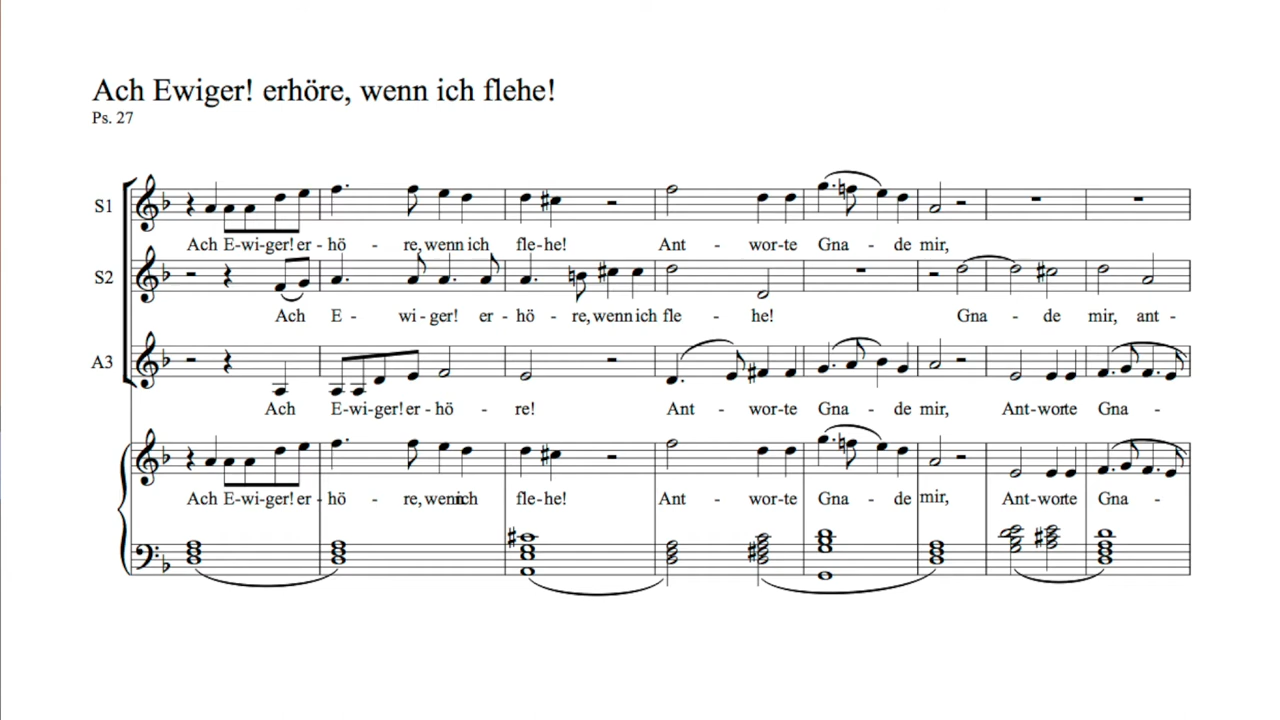 Ach Ewiger! erhöre, wenn ich flehe!
Ps. 27
S1
Ach E-wi-ger! er - hö - re, wenn ich fle-he! Ant - wor-te Gna - de mir,
S2
Ach E - wi - ger! er - hö - re, wenn ich fle - he! Gna - de mir, ant -
A3
Ach E-wi-ger! er - hö - re! Ant - wor-te Gna - de mir, Ant-worte Gna -
Ach E-wi-ger! er - hö - re, wenn ich fle-he! Ant - wor-te Gna - de mir, Ant-worte Gna -